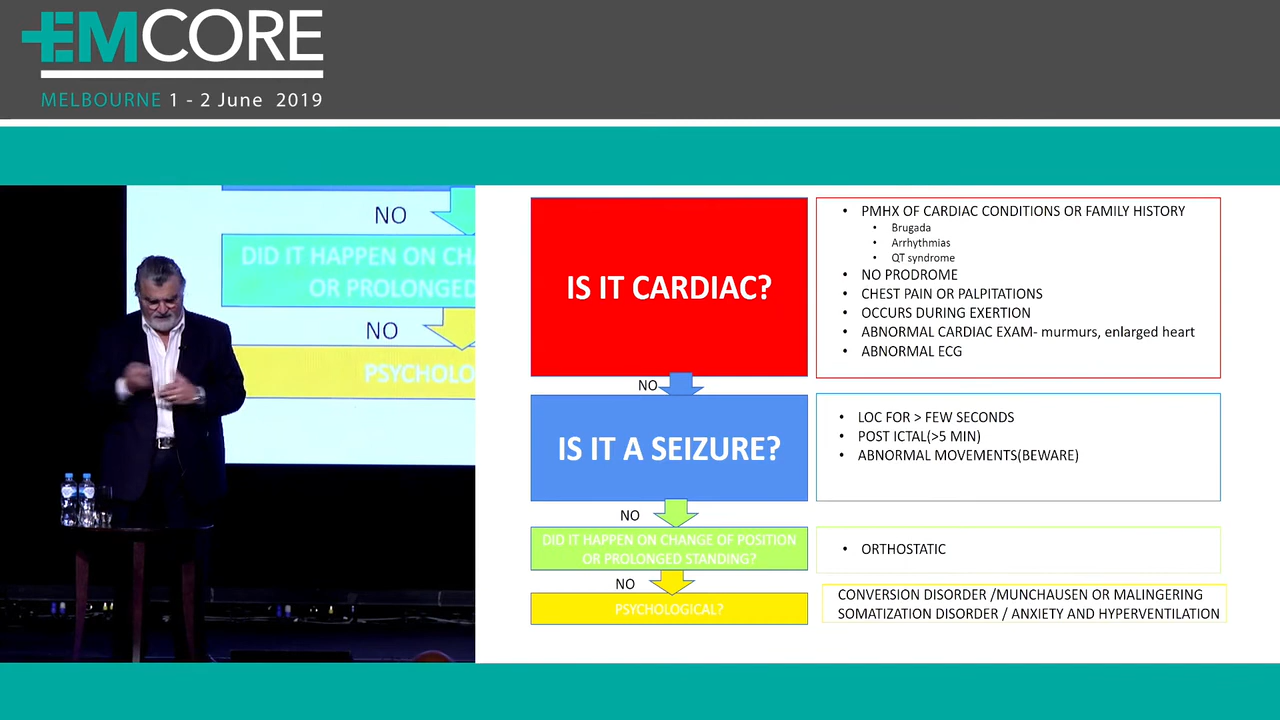 EMCORE
MELBOURNE 1 - 2 June 2019
NO
DID IT HAPPEN ON CHA
OR PROLONGED
NO
PSYCHOLO
IS IT CARDIAC?
• PMHX OF CARDIAC CONDITIONS OR FAMILY HISTORY
• Brugada
• Arrhythmias
• QT syndrome
• NO PRODROME
• CHEST PAIN OR PALPITATIONS
• OCCURS DURING EXERTION
• ABNORMAL CARDIAC EXAM- murmurs, enlarged heart
• ABNORMAL ECG
NO
IS IT A SEIZURE?
• LOC FOR > FEW SECONDS
• POST ICTAL(>5 MIN)
• ABNORMAL MOVEMENTS(BEWARE)
NO
DID IT HAPPEN ON CHANGE OF POSITION
OR PROLONGED STANDING?
• ORTHOSTATIC
NO
PSYCHOLOGICAL?
CONVERSION DISORDER /MUNCHAUSEN OR MALINGERING
SOMATIZATION DISORDER / ANXIETY AND HYPERVENTILATION